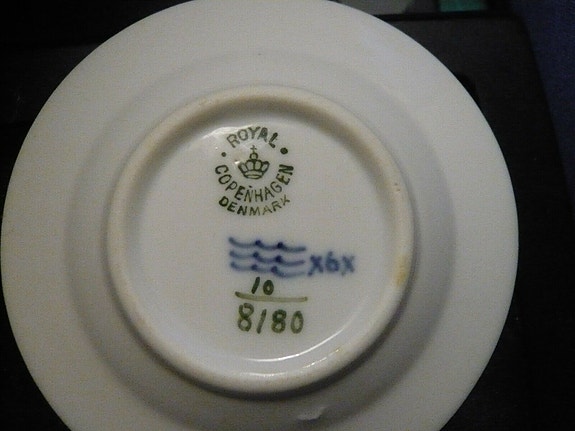 ROYAL
COPENHAGEN
DENMARK
x6x
10
8/80